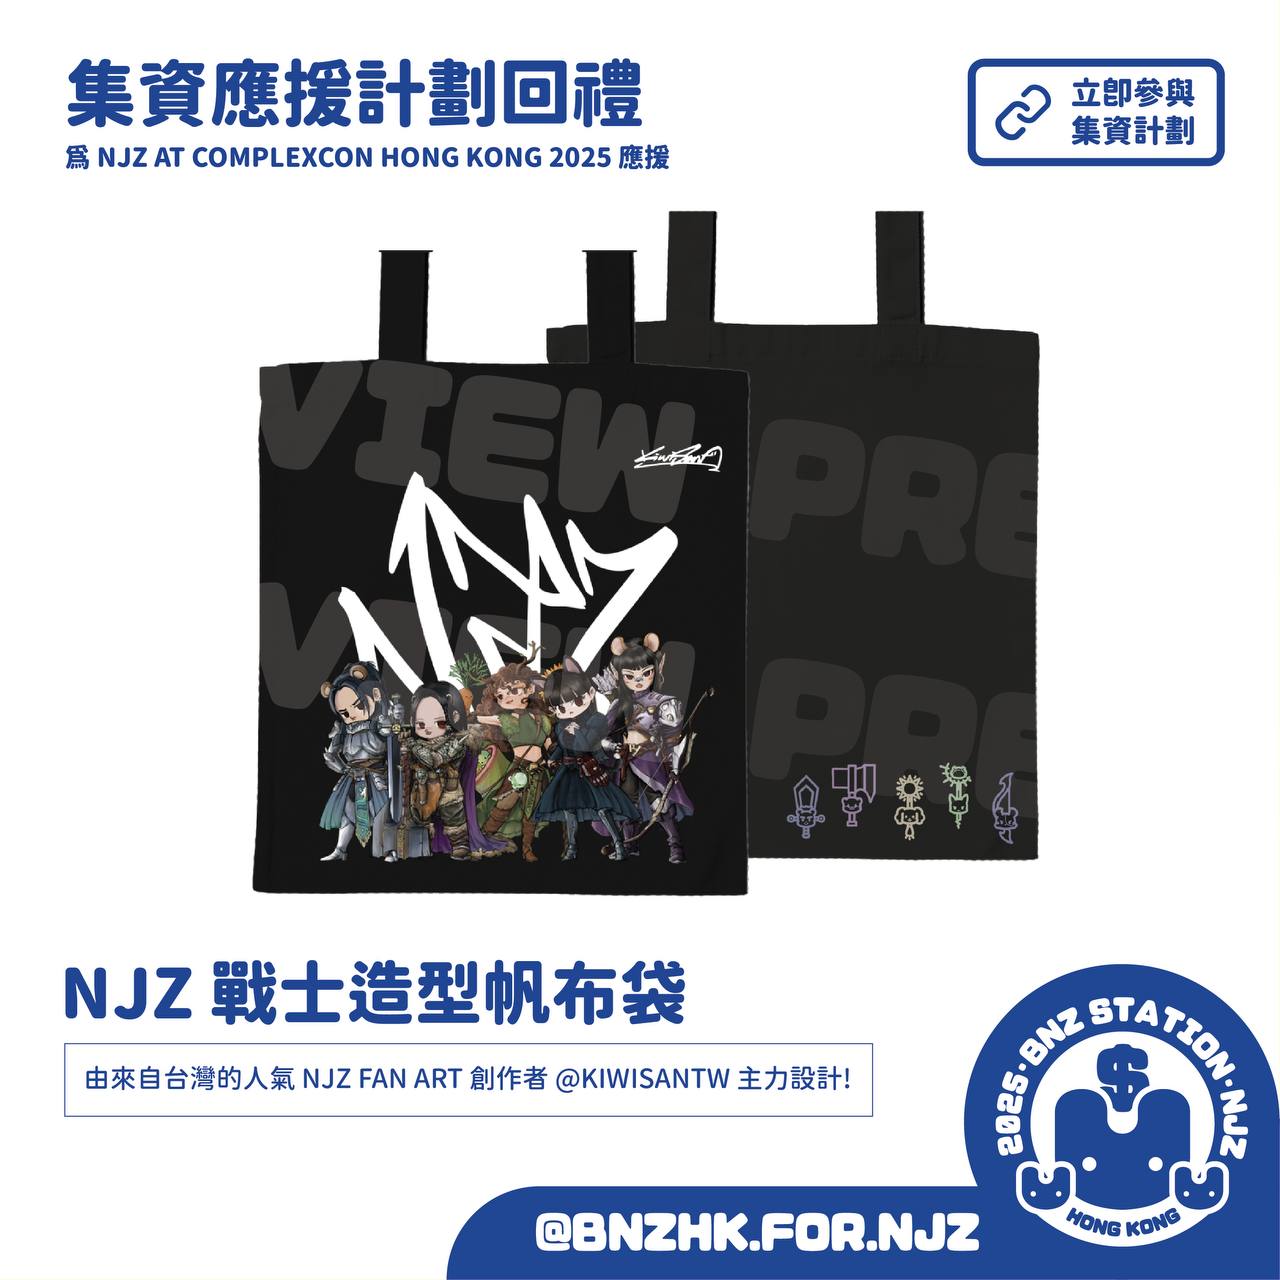 集資應援計劃回禮
爲 NJZ AT COMPLEXCON HONG KONG 2025 應援
立即參與
集資計劃
VIEW PRE
KiwiSanTW
NJZ
VIEW PRE
NJZ 戰士造型帆布袋
由來自台灣的人氣 NJZ FAN ART 創作者 @KIWISANTW 主力設計!
2025·BNZ STATION·NJZ
$
HONG KONG
@BNZHK.FOR.NJZ